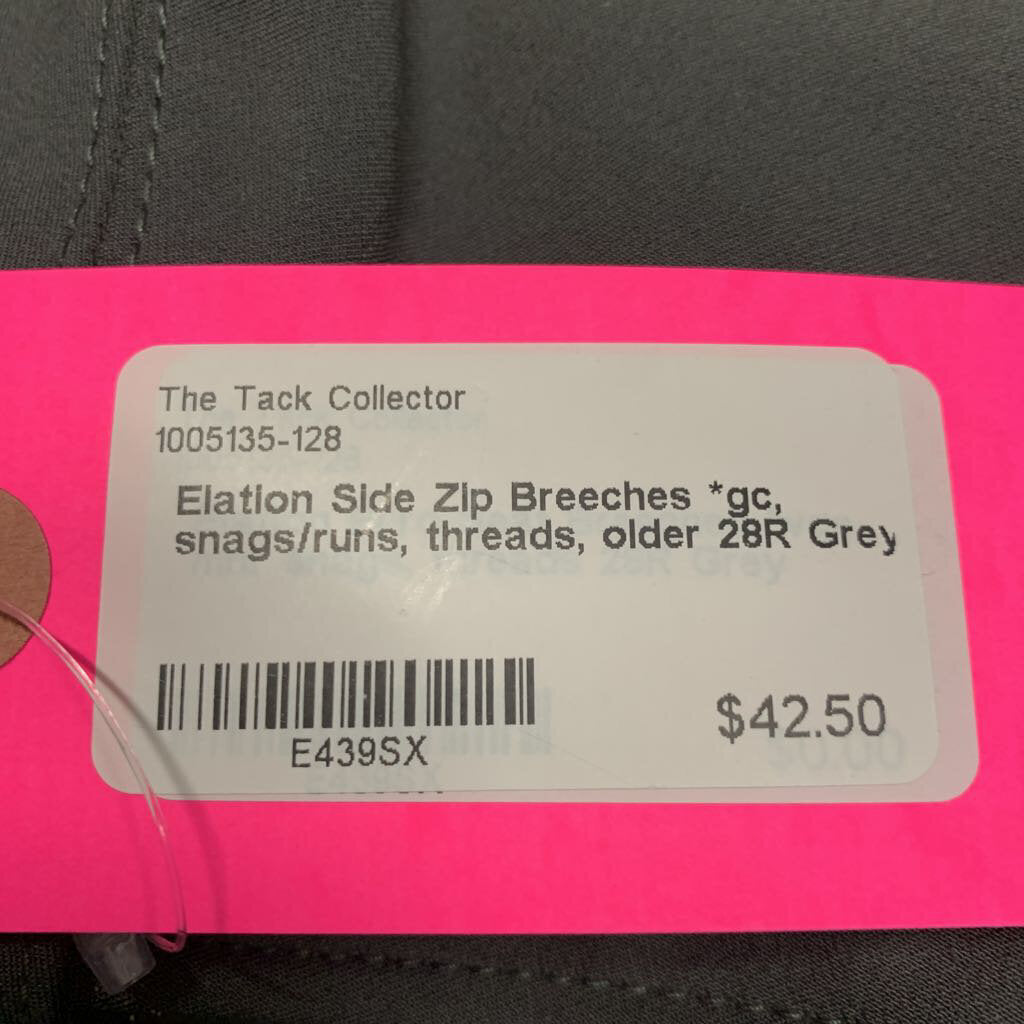 The Tack Collector
1005135-128
Elation Side Zip Breeches *gc,
snags/runs, threads, older 28R Grey
E439SX
$42.50